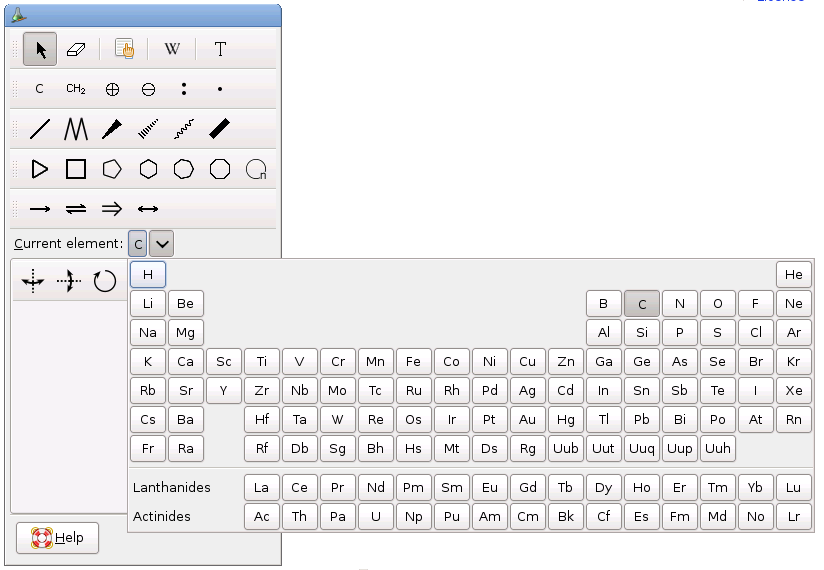 License
W T
C CH₂
n
Current element: C
H He
Li Be B C N O F Ne
Na Mg Al Si P S Cl Ar
K Ca Sc Ti V Cr Mn Fe Co Ni Cu Zn Ga Ge As Se Br Kr
Rb Sr Y Zr Nb Mo Tc Ru Rh Pd Ag Cd In Sn Sb Te I Xe
Cs Ba Hf Ta W Re Os Ir Pt Au Hg Tl Pb Bi Po At Rn
Fr Ra Rf Db Sg Bh Hs Mt Ds Rg Uub Uut Uuq Uup Uuh
Lanthanides La Ce Pr Nd Pm Sm Eu Gd Tb Dy Ho Er Tm Yb Lu
Actinides Ac Th Pa U Np Pu Am Cm Bk Cf Es Fm Md No Lr
Help